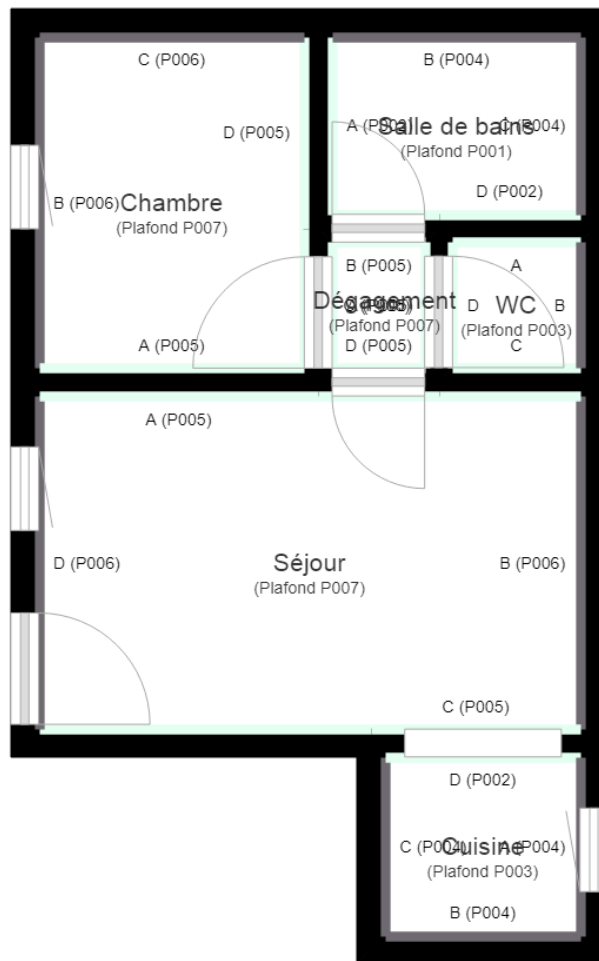 C (P006)
B (P004)
D (P005)
Salle de bains
(Plafond P001)
C (P004)
D (P002)
B (P006)
Chambre
(Plafond P007)
A (P005)
B (P005)
Dégagement
(Plafond P007)
D (P005)
A
D
WC
B
(Plafond P003)
C
A (P005)
D (P006)
Séjour
(Plafond P007)
B (P006)
C (P005)
D (P002)
C (P004)
Cuisine
A (P004)
(Plafond P003)
B (P004)